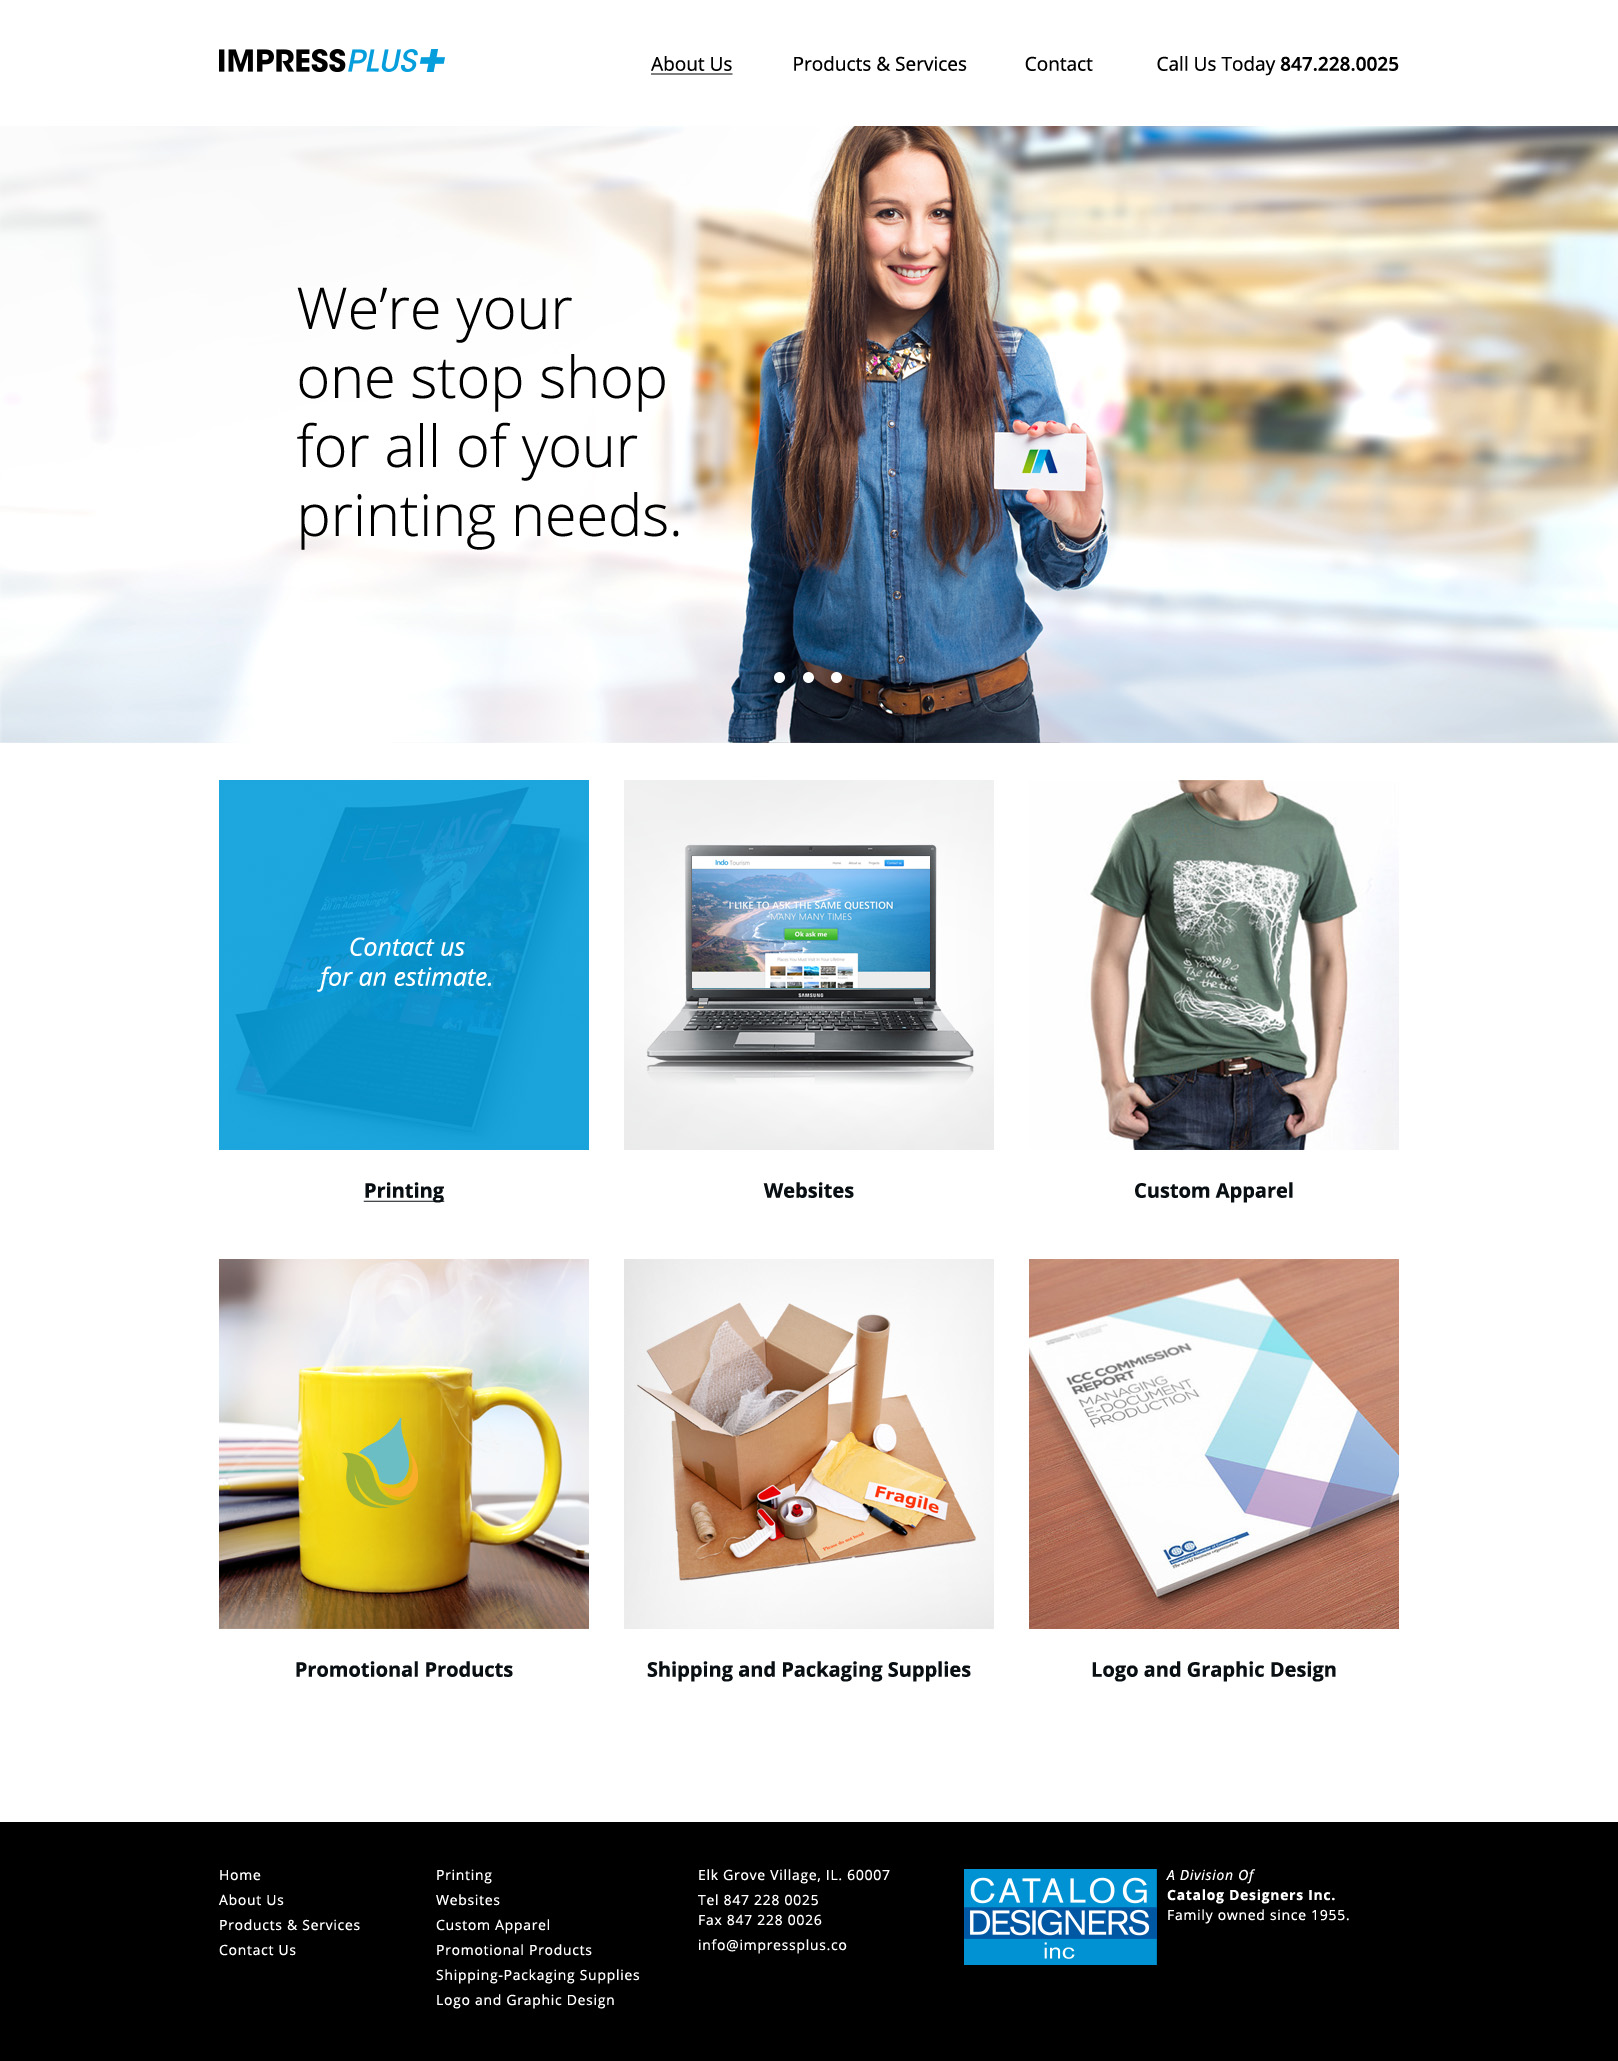 IMPRESSPLUS+
About Us
Products & Services
Contact
Call Us Today 847.228.0025
We’re your
one stop shop
for all of your
printing needs.
Contact us
for an estimate.
Indo Tourism
I LIKE TO ASK THE SAME QUESTION
MANY MANY TIMES
Ok ask me
SAMSUNG
Printing
Websites
Custom Apparel
Fragile
Please do not bend
ICC COMMISSION
REPORT
MANAGING
E-DOCUMENT
PRODUCTION
ICC
Promotional Products
Shipping and Packaging Supplies
Logo and Graphic Design
Home
About Us
Products & Services
Contact Us
Printing
Websites
Custom Apparel
Promotional Products
Shipping-Packaging Supplies
Logo and Graphic Design
Elk Grove Village, IL. 60007
Tel 847 228 0025
Fax 847 228 0026
info@impressplus.co
CATALOG
DESIGNERS
inc
A Division Of
Catalog Designers Inc.
Family owned since 1955.